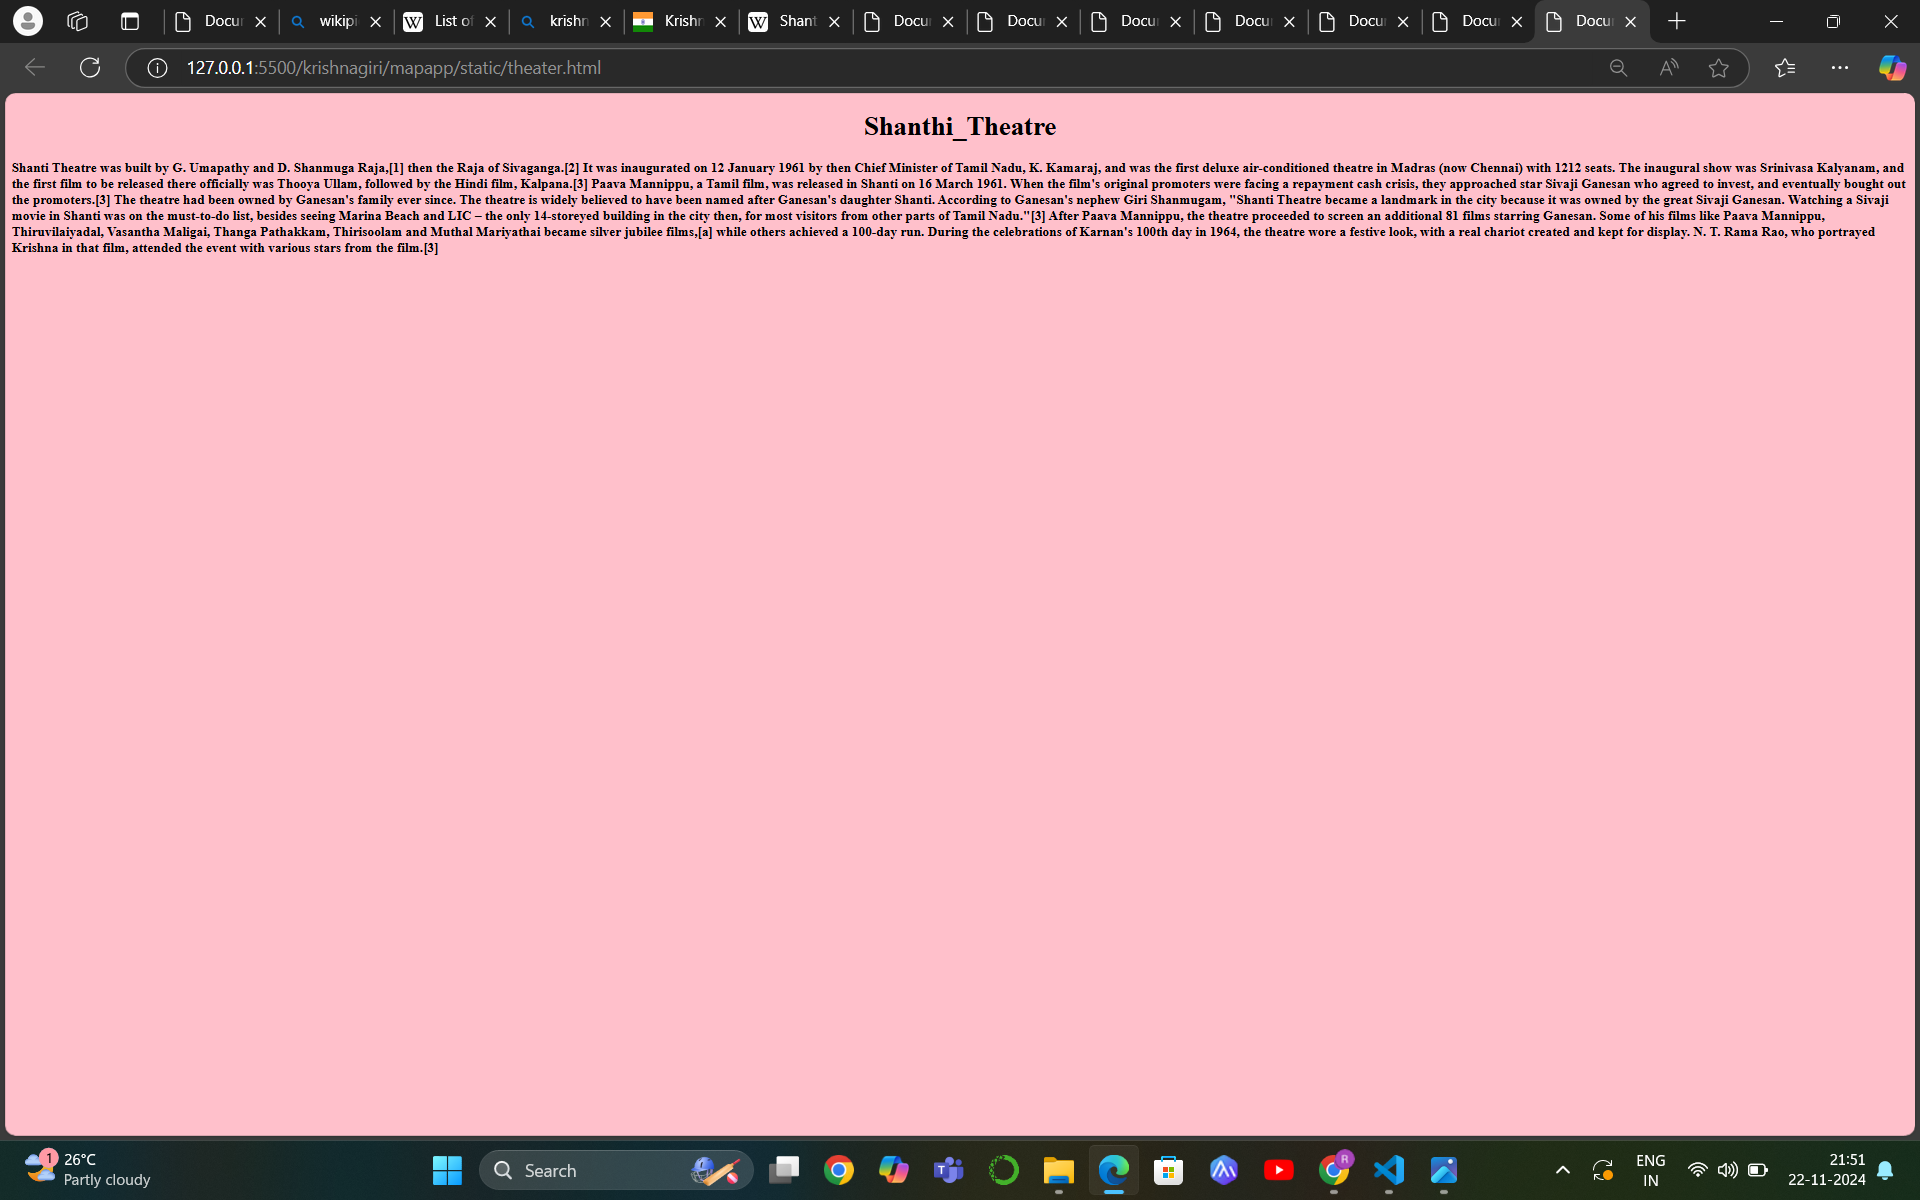 Docu
wikipi
List of
krishn
Krishn
Shant
Docu
Docu
Docu
Docu
Docu
Docu
Docu
127.0.0.1:5500/krishnagiri/mapapp/static/theater.html
Shanthi_Theatre
Shanti Theatre was built by G. Umapathy and D. Shanmuga Raja,[1] then the Raja of Sivaganga.[2] It was inaugurated on 12 January 1961 by then Chief Minister of Tamil Nadu, K. Kamaraj, and was the first deluxe air-conditioned theatre in Madras (now Chennai) with 1212 seats. The inaugural show was Srinivasa Kalyanam, and
the first film to be released there officially was Thooya Ullam, followed by the Hindi film, Kalpana.[3] Paava Mannippu, a Tamil film, was released in Shanti on 16 March 1961. When the film's original promoters were facing a repayment cash crisis, they approached star Sivaji Ganesan who agreed to invest, and eventually bought out
the promoters.[3] The theatre had been owned by Ganesan's family ever since. The theatre is widely believed to have been named after Ganesan's daughter Shanti. According to Ganesan's nephew Giri Shanmugam, "Shanti Theatre became a landmark in the city because it was owned by the great Sivaji Ganesan. Watching a Sivaji
movie in Shanti was on the must-to-do list, besides seeing Marina Beach and LIC – the only 14-storeyed building in the city then, for most visitors from other parts of Tamil Nadu."[3] After Paava Mannippu, the theatre proceeded to screen an additional 81 films starring Ganesan. Some of his films like Paava Mannippu,
Thiruvilaiyadal, Vasantha Maligai, Thanga Pathakkam, Thirisoolam and Muthal Mariyathai became silver jubilee films,[a] while others achieved a 100-day run. During the celebrations of Karnan's 100th day in 1964, the theatre wore a festive look, with a real chariot created and kept for display. N. T. Rama Rao, who portrayed
Krishna in that film, attended the event with various stars from the film.[3]
1
26°C
Partly cloudy
Search
R
ENG
IN
21:51
22-11-2024